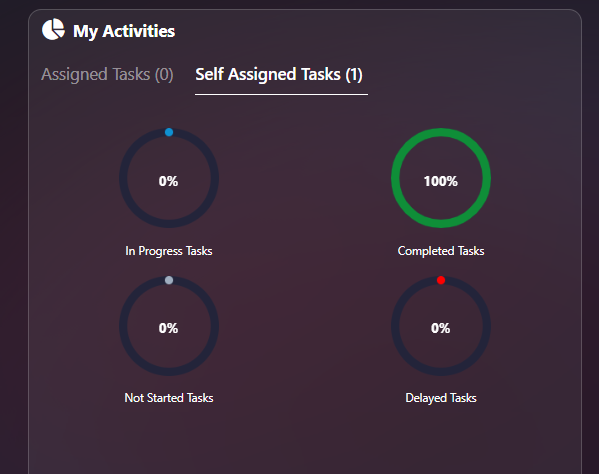 My Activities
Assigned Tasks (0) Self Assigned Tasks (1)
0% 100%
In Progress Tasks Completed Tasks
0% 0%
Not Started Tasks Delayed Tasks